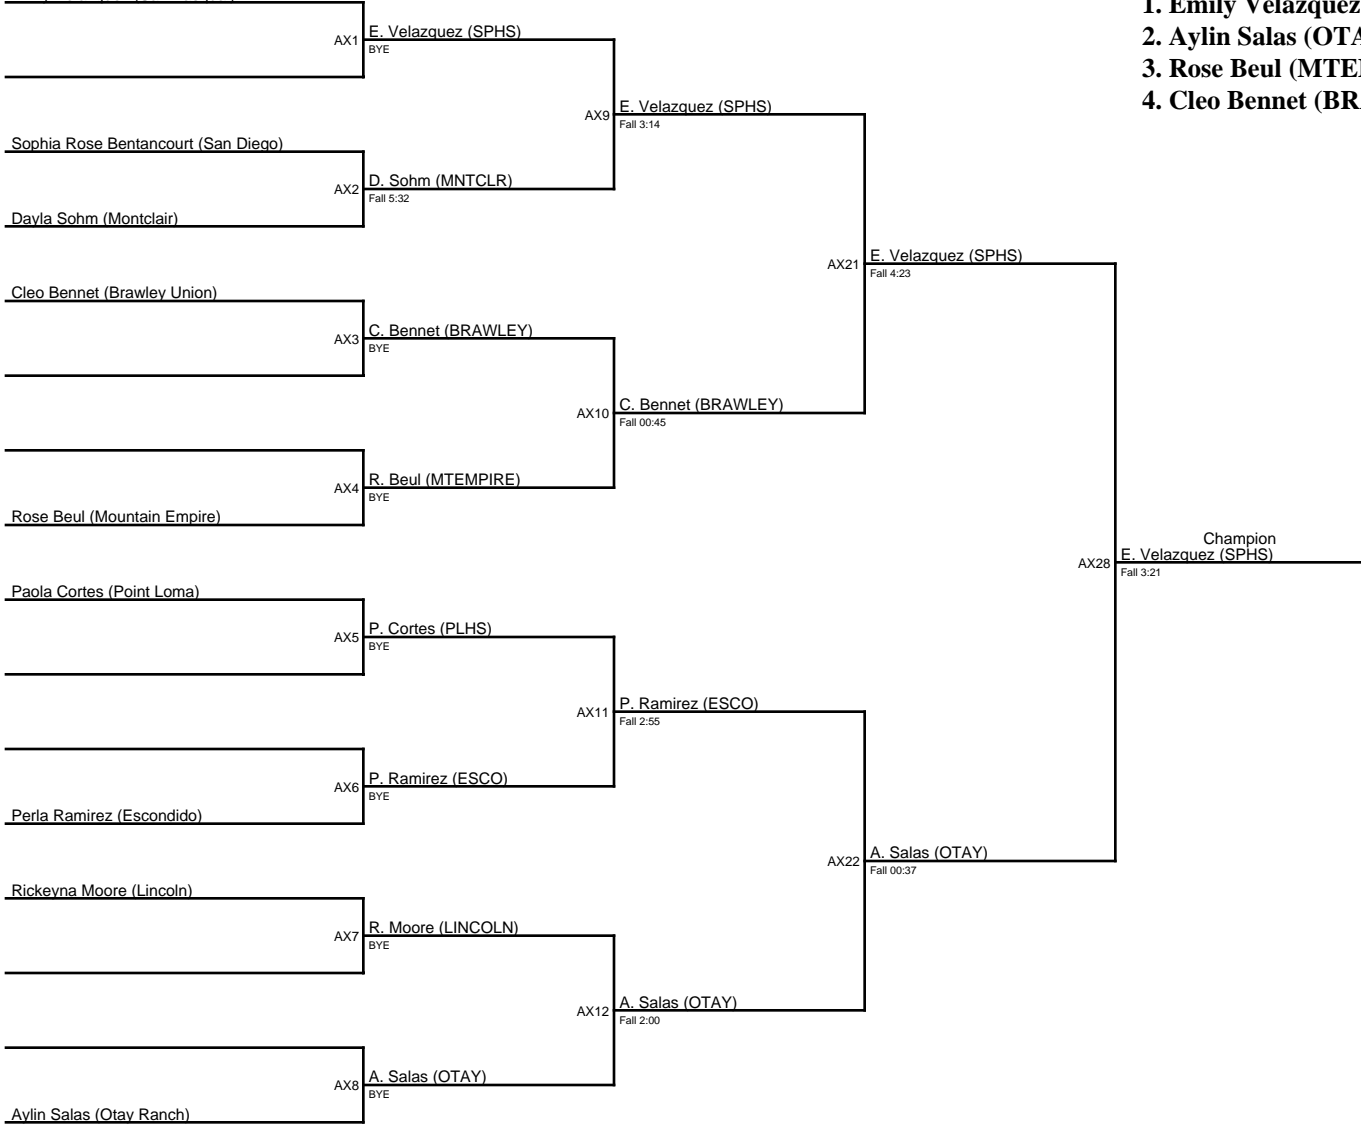 1. Emily Velazquez
2. Aylin Salas
3. Rose Beul
4. Cleo Bennet
AX1 E. Velazquez (SPHS)
BYE
AX9 E. Velazquez (SPHS)
Fall 3:14
Sophia Rose Bentancourt (San Diego)
AX2 D. Sohm (MNTCLR)
Fall 5:32
Dayla Sohm (Montclair)
AX21 E. Velazquez (SPHS)
Fall 4:23
Cleo Bennet (Brawley Union)
AX3 C. Bennet (BRAWLEY)
BYE
AX10 C. Bennet (BRAWLEY)
Fall 00:45
AX4 R. Beul (MTEMPIRE)
BYE
Rose Beul (Mountain Empire)
Champion
AX28 E. Velazquez (SPHS)
Fall 3:21
Paola Cortes (Point Loma)
AX5 P. Cortes (PLHS)
BYE
AX11 P. Ramirez (ESCO)
Fall 2:55
AX6 P. Ramirez (ESCO)
BYE
Perla Ramirez (Escondido)
AX22 A. Salas (OTAY)
Fall 00:37
Rickeyna Moore (Lincoln)
AX7 R. Moore (LINCOLN)
BYE
AX12 A. Salas (OTAY)
Fall 2:00
AX8 A. Salas (OTAY)
BYE
Aylin Salas (Otay Ranch)